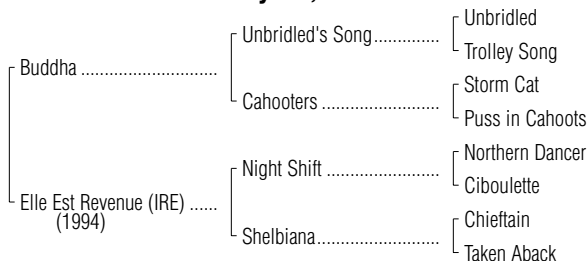 Unbridled
Unbridled's Song..............
Trolley Song
Buddha .............................
Storm Cat
Cahooters .........................
Puss in Cahoots
Northern Dancer
Night Shift ........................
Ciboulette
Elle Est Revenue (IRE) ......
(1994)
Chieftain
Shelbiana..........................
Taken Aback